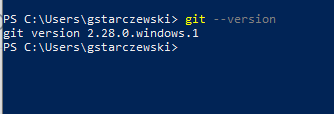 PS C:\Users\gstarczewski> git --version
git version 2.28.0.windows.1
PS C:\Users\gstarczewski>